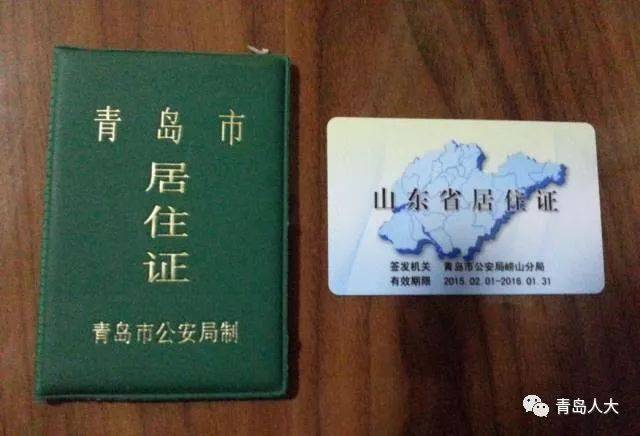 青岛市
居住证
青岛市公安局制
山东省居住证
签发机关 青岛市公安局崂山分局
有效期限 2015.02.01-2016.01.31
青岛人大